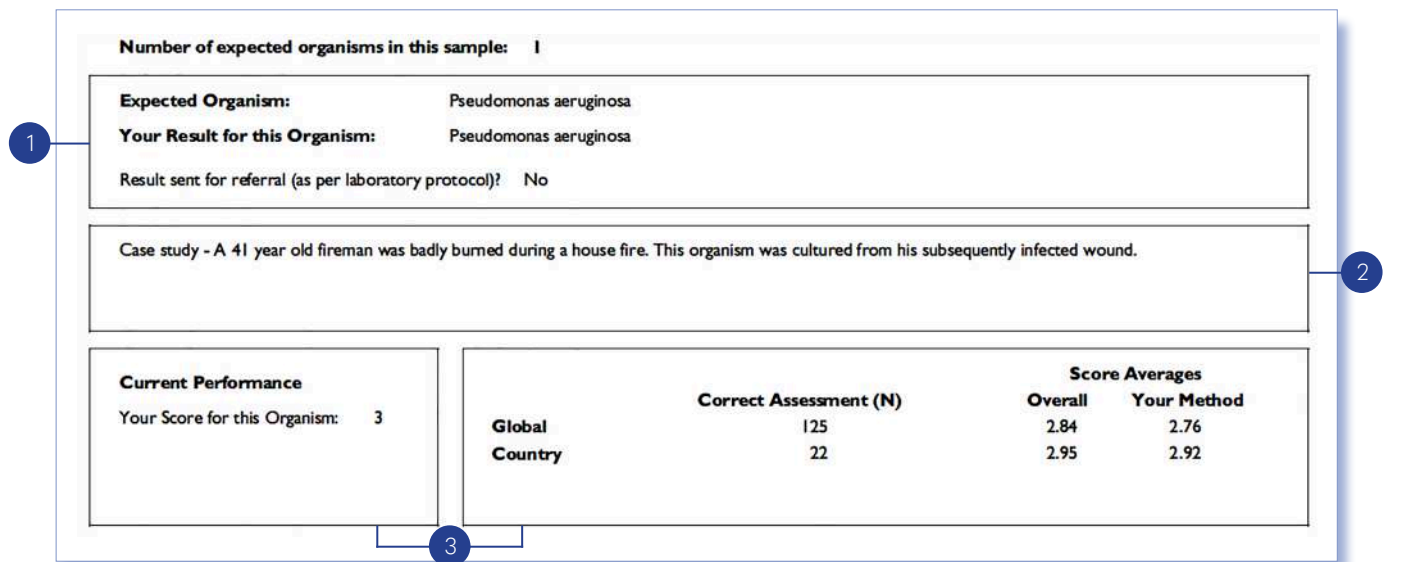 Number of expected organisms in this sample: 1
1
Expected Organism: Pseudomonas aeruginosa
Your Result for this Organism: Pseudomonas aeruginosa
Result sent for referral (as per laboratory protocol)? No
Case study - A 41 year old fireman was badly burned during a house fire. This organism was cultured from his subsequently infected wound.
2
Current Performance
Your Score for this Organism: 3
Score Averages
Correct Assessment (N) Overall Your Method
Global 125 2.84 2.76
Country 22 2.95 2.92
3